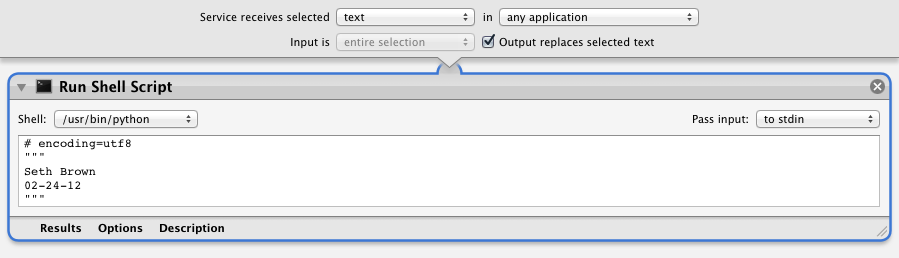 Service receives selected text in any application
Input is entire selection Output replaces selected text
Run Shell Script
Shell: /usr/bin/python Pass input: to stdin
# encoding=utf8
"""
Seth Brown
02-24-12
"""
Results Options Description